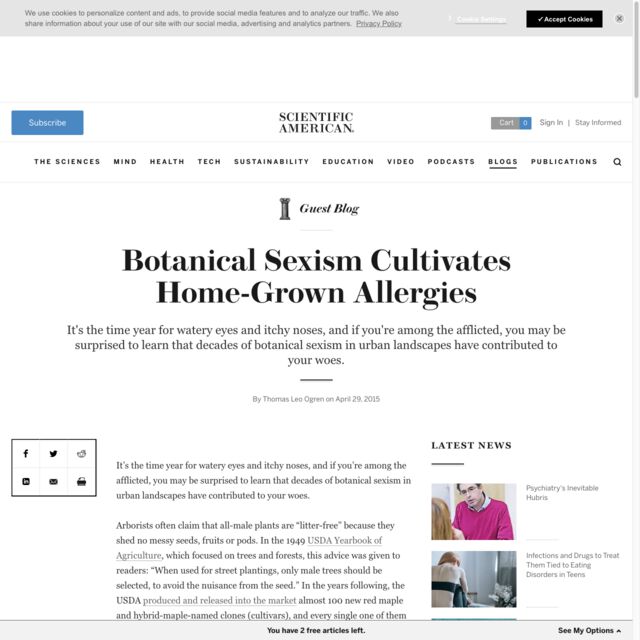 We use cookies to personalize content and ads, to provide social media features and to analyze our traffic. We also
share information about your use of our site with our social media, advertising and analytics partners. Privacy Policy
Cookie Settings
✓ Accept Cookies
Subscribe
SCIENTIFIC
AMERICAN.
Cart 0
Sign In | Stay Informed
THE SCIENCES MIND HEALTH TECH SUSTAINABILITY EDUCATION VIDEO PODCASTS BLOGS PUBLICATIONS
Guest Blog
Botanical Sexism Cultivates
Home-Grown Allergies
It's the time year for watery eyes and itchy noses, and if you're among the afflicted, you may be
surprised to learn that decades of botanical sexism in urban landscapes have contributed to
your woes.
By Thomas Leo Ogren on April 29, 2015
It's the time year for watery eyes and itchy noses, and if you're among the
afflicted, you may be surprised to learn that decades of botanical sexism in
urban landscapes have contributed to your woes.
Arborists often claim that all-male plants are “litter-free” because they
shed no messy seeds, fruits or pods. In the 1949 USDA Yearbook of
Agriculture, which focused on trees and forests, this advice was given to
readers: “When used for street plantings, only male trees should be
selected, to avoid the nuisance from the seed.” In the years following, the
USDA produced and released into the market almost 100 new red maple
and hybrid-maple-named clones (cultivars), and every single one of them
LATEST NEWS
Psychiatry's Inevitable
Hubris
Infections and Drugs to Treat
Them Tied to Eating
Disorders in Teens
You have 2 free articles left.
See My Options